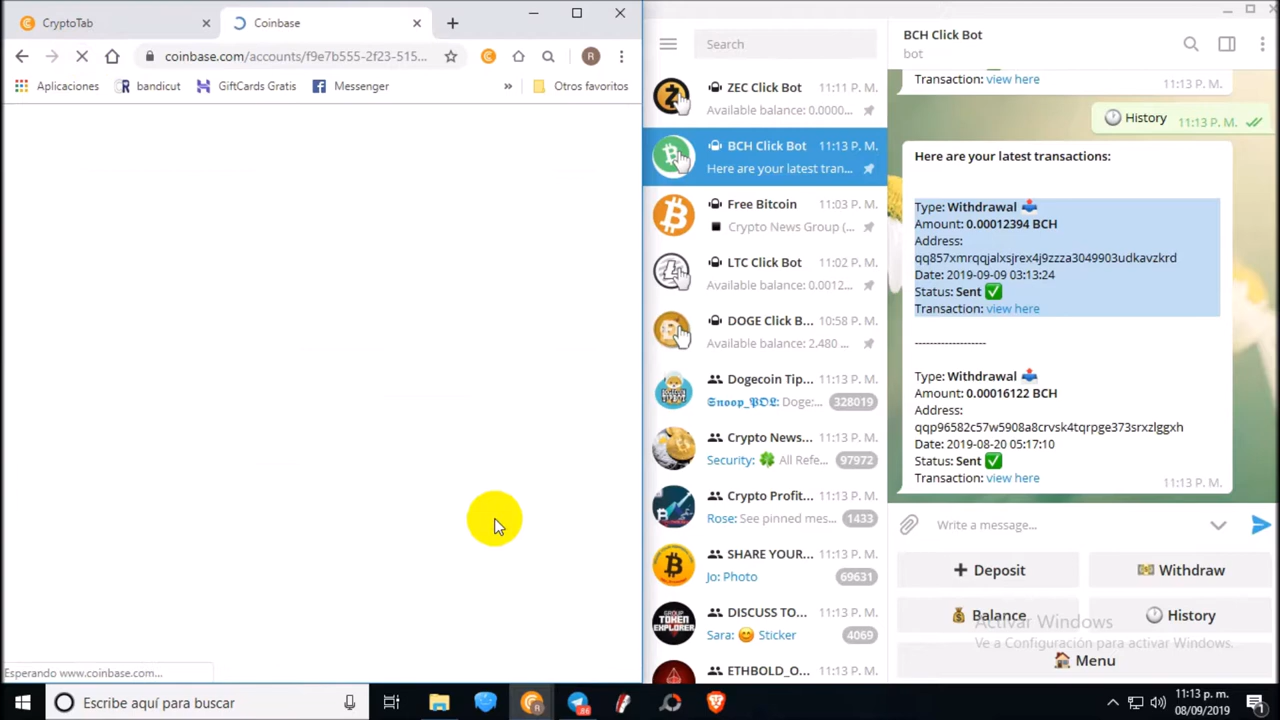 CryptoTab
Coinbase
coinbase.com/accounts/f9e7b555-2f23-515...
R
Aplicaciones
bandicut
GiftCards Gratis
Messenger
»
Otros favoritos
Esperando www.coinbase.com...
Search
ZEC Click Bot 11:11 P. M.
Available balance: 0.0000...
BCH Click Bot 11:13 P. M.
Here are your latest tran...
Free Bitcoin 11:03 P. M.
Crypto News Group (...
LTC Click Bot 11:02 P. M.
Available balance: 0.0012...
DOGE Click B... 10:58 P. M.
Available balance: 2.480 ...
Dogecoin Tip... 11:13 P. M.
𝕾𝖓𝖔𝖔𝖕_𝕻𝕺𝕷: Doge:... 328019
Crypto News... 11:13 P. M.
Security: 🍀 All Refe... 97972
Crypto Profit... 11:13 P. M.
Rose: See pinned mes... 1433
SHARE YOUR... 11:13 P. M.
Jo: Photo 69631
DISCUSS TO... 11:13 P. M.
Sara: 😊 Sticker 4069
ETHBOLD_O... 11:13 P. M.
BCH Click Bot
bot
Transaction: view here
11:13 P. M.
History 11:13 P. M.
Here are your latest transactions:
Type: Withdrawal 📤
Amount: 0.00012394 BCH
Address:
qq857xmrqqjalxsjrex4j9zzza3049903udkavzkrd
Date: 2019-09-09 03:13:24
Status: Sent ✅
Transaction: view here
------------------
Type: Withdrawal 📤
Amount: 0.00016122 BCH
Address:
qqp96582c57w5908a8crvsk4tqrpge373srxzlggxh
Date: 2019-08-20 05:17:10
Status: Sent ✅
Transaction: view here
11:13 P. M.
Write a message...
➕ Deposit
💵 Withdraw
💰 Balance
🕐 History
🏠 Menu
Activar Windows
Ve a Configuración para activar Windows.
Escribe aquí para buscar
11:13 p. m.
08/09/2019